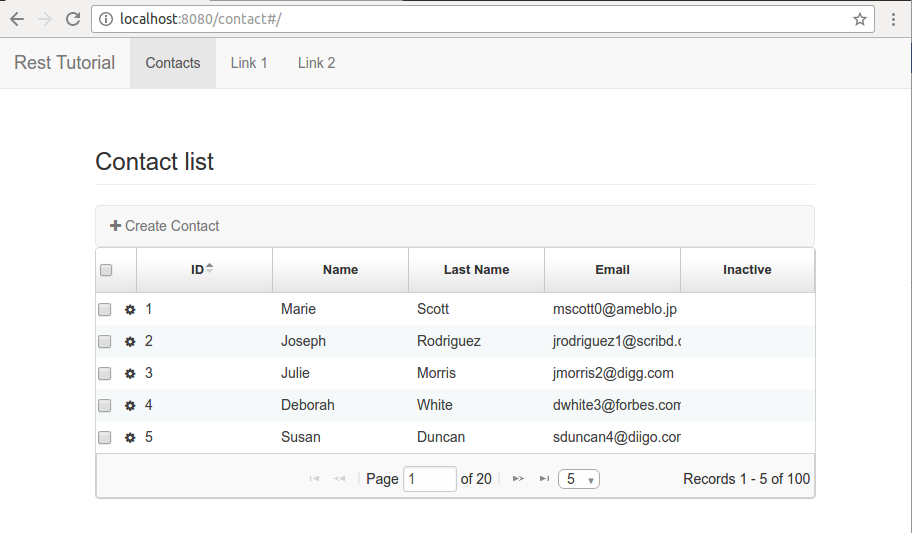 localhost:8080/contact#/
Rest Tutorial Contacts Link 1 Link 2
Contact list
Create Contact
ID Name Last Name Email Inactive
1 Marie Scott mscott0@ameblo.jp
2 Joseph Rodriguez jrodriguez1@scribd.c
3 Julie Morris jmorris2@digg.com
4 Deborah White dwhite3@forbes.com
5 Susan Duncan sduncan4@diigo.cor
Page 1 of 20 5 Records 1 - 5 of 100